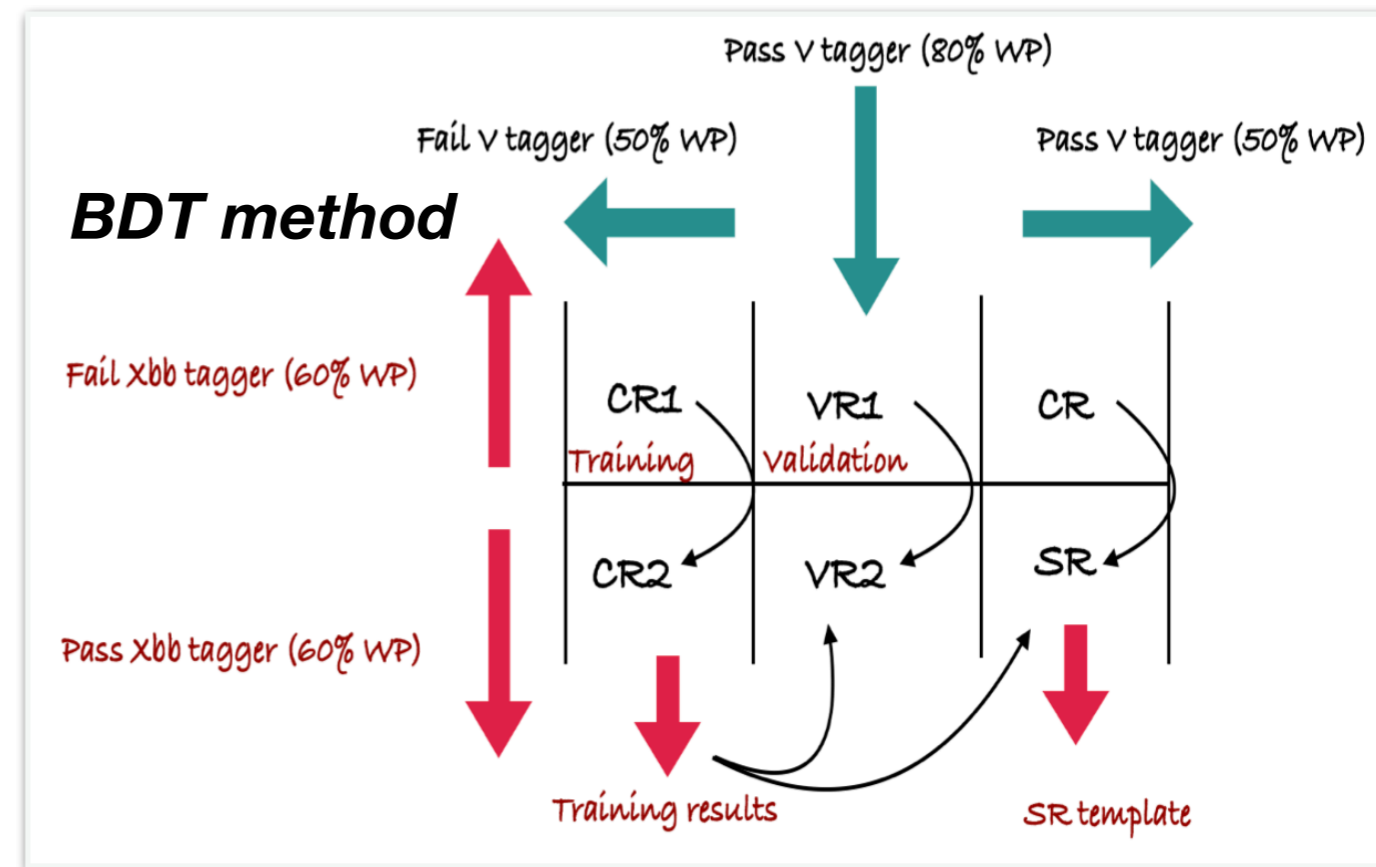 Pass V tagger (80% WP)
Fail V tagger (50% WP)
Pass V tagger (50% WP)
BDT method
Fail Xbb tagger (60% WP)
CR1
VR1
CR
Training
Validation
CR2
VR2
SR
Pass Xbb tagger (60% WP)
Training results
SR template